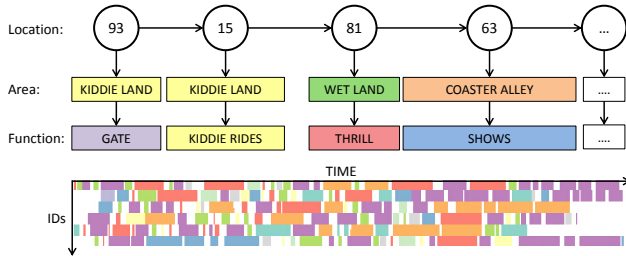 Location: 93 15 81 63 ...
Area: KIDDIE LAND KIDDIE LAND WET LAND COASTER ALLEY ....
Function: GATE KIDDIE RIDES THRILL SHOWS ....
TIME
IDs